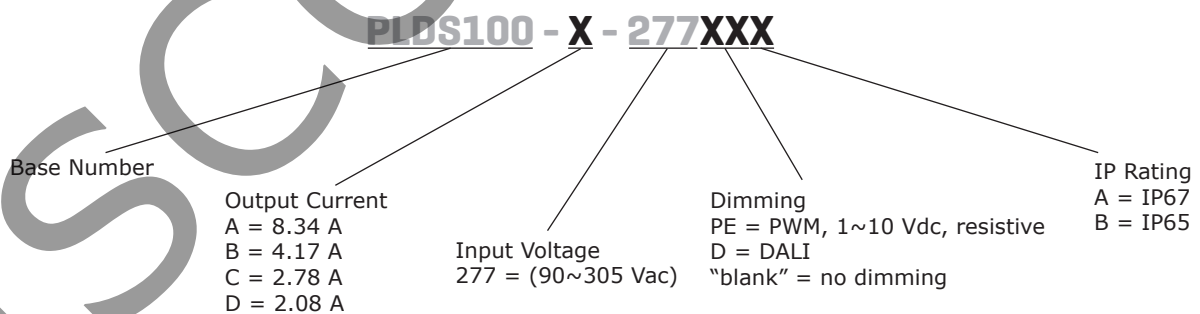 PLDS100 - X - 277XXX
Base Number
Output Current
A = 8.34 A
B = 4.17 A
C = 2.78 A
D = 2.08 A
Input Voltage
277 = (90~305 Vac)
Dimming
PE = PWM, 1~10 Vdc, resistive
D = DALI
“blank” = no dimming
IP Rating
A = IP67
B = IP65